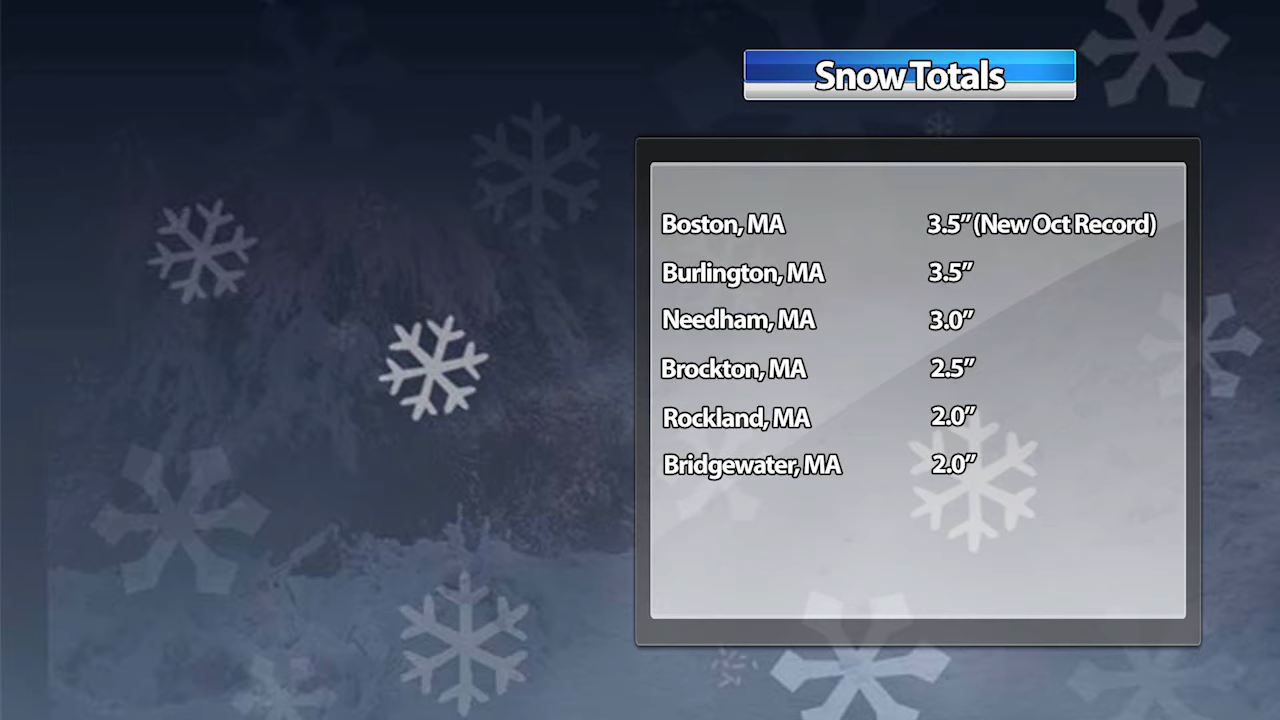 Snow Totals
Boston, MA 3.5” (New Oct Record)
Burlington, MA 3.5”
Needham, MA 3.0”
Brockton, MA 2.5”
Rockland, MA 2.0”
Bridgewater, MA 2.0”